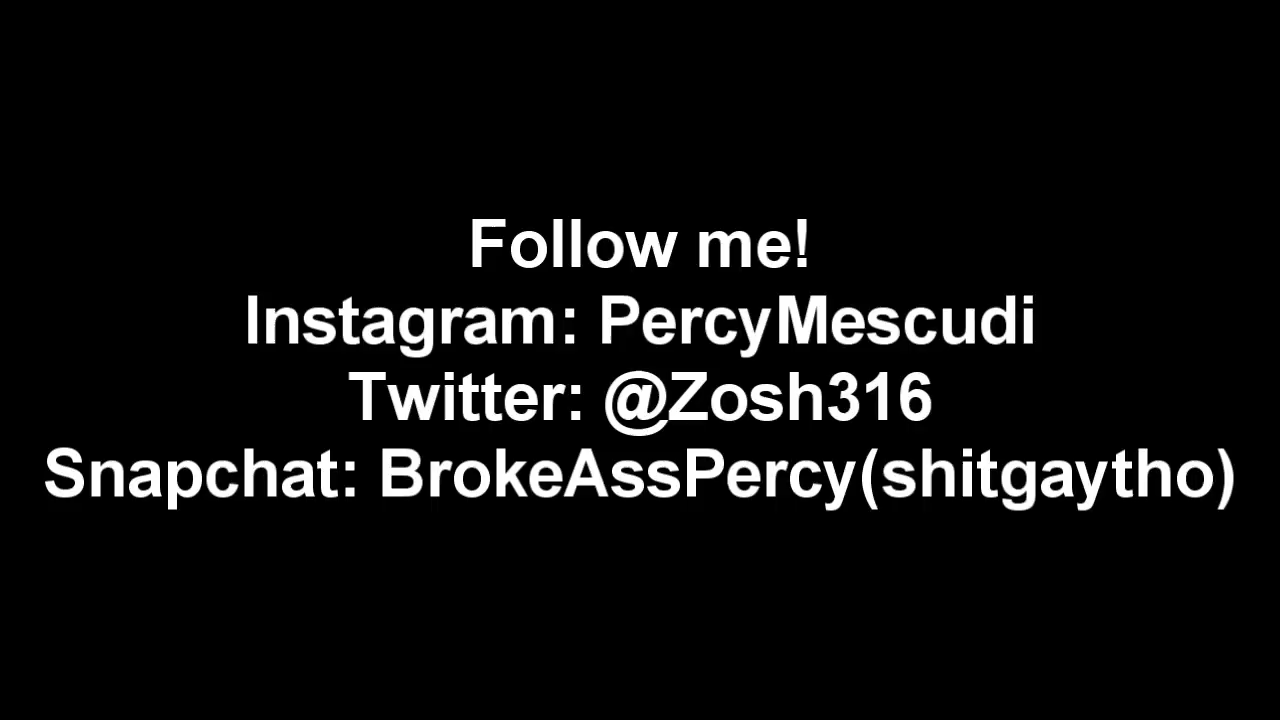 Follow me!
Instagram: PercyMescudi
Twitter: @Zosh316
Snapchat: BrokeAssPercy(shitgaytho)